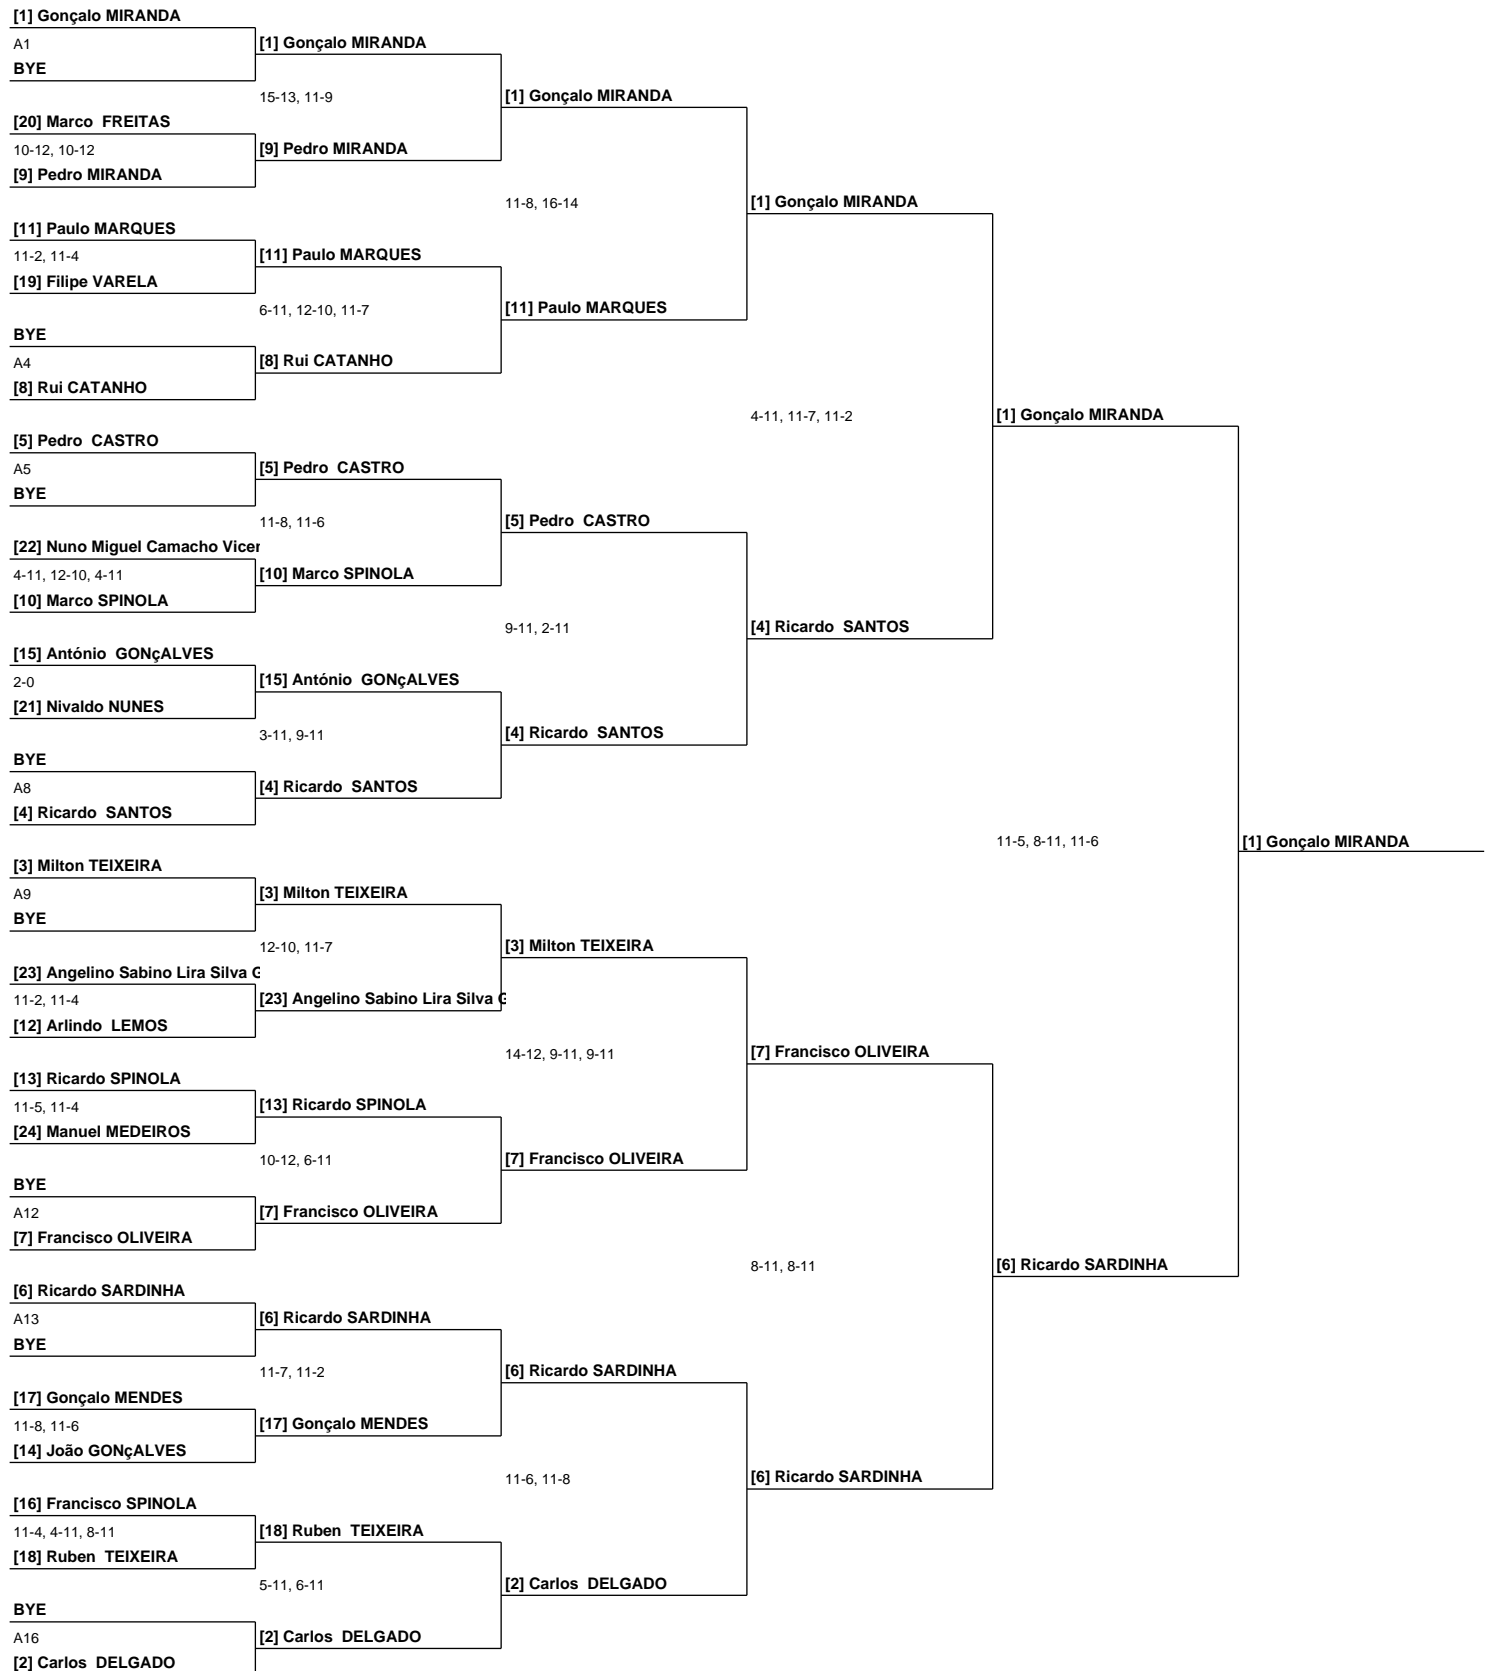 [1] Gonçalo MIRANDA
A1
[1] Gonçalo MIRANDA
BYE
15-13, 11-9
[1] Gonçalo MIRANDA
[20] Marco  FREITAS
10-12, 10-12
[9] Pedro MIRANDA
[9] Pedro MIRANDA
11-8, 16-14
[1] Gonçalo MIRANDA
[11] Paulo MARQUES
11-2, 11-4
[11] Paulo MARQUES
[19] Filipe VARELA
6-11, 12-10, 11-7
[11] Paulo MARQUES
BYE
A4
[8] Rui CATANHO
[8] Rui CATANHO
4-11, 11-7, 11-2
[1] Gonçalo MIRANDA
[5] Pedro  CASTRO
A5
[5] Pedro  CASTRO
BYE
11-8, 11-6
[5] Pedro  CASTRO
[22] Nuno Miguel Camacho Vicer
4-11, 12-10, 4-11
[10] Marco SPINOLA
[10] Marco SPINOLA
9-11, 2-11
[4] Ricardo  SANTOS
[15] António  GONçALVES
2-0
[15] António  GONçALVES
[21] Nivaldo NUNES
3-11, 9-11
[4] Ricardo  SANTOS
BYE
A8
[4] Ricardo  SANTOS
[4] Ricardo  SANTOS
11-5, 8-11, 11-6
[1] Gonçalo MIRANDA
[3] Milton TEIXEIRA
A9
[3] Milton TEIXEIRA
BYE
12-10, 11-7
[3] Milton TEIXEIRA
[23] Angelino Sabino Lira Silva G
11-2, 11-4
[23] Angelino Sabino Lira Silva G
[12] Arlindo  LEMOS
14-12, 9-11, 9-11
[7] Francisco OLIVEIRA
[13] Ricardo SPINOLA
11-5, 11-4
[13] Ricardo SPINOLA
[24] Manuel MEDEIROS
10-12, 6-11
[7] Francisco OLIVEIRA
BYE
A12
[7] Francisco OLIVEIRA
[7] Francisco OLIVEIRA
8-11, 8-11
[6] Ricardo SARDINHA
[6] Ricardo SARDINHA
A13
[6] Ricardo SARDINHA
BYE
11-7, 11-2
[6] Ricardo SARDINHA
[17] Gonçalo MENDES
11-8, 11-6
[17] Gonçalo MENDES
[14] João GONçALVES
11-6, 11-8
[6] Ricardo SARDINHA
[16] Francisco SPINOLA
11-4, 4-11, 8-11
[18] Ruben  TEIXEIRA
[18] Ruben  TEIXEIRA
5-11, 6-11
[2] Carlos  DELGADO
BYE
A16
[2] Carlos  DELGADO
[2] Carlos  DELGADO